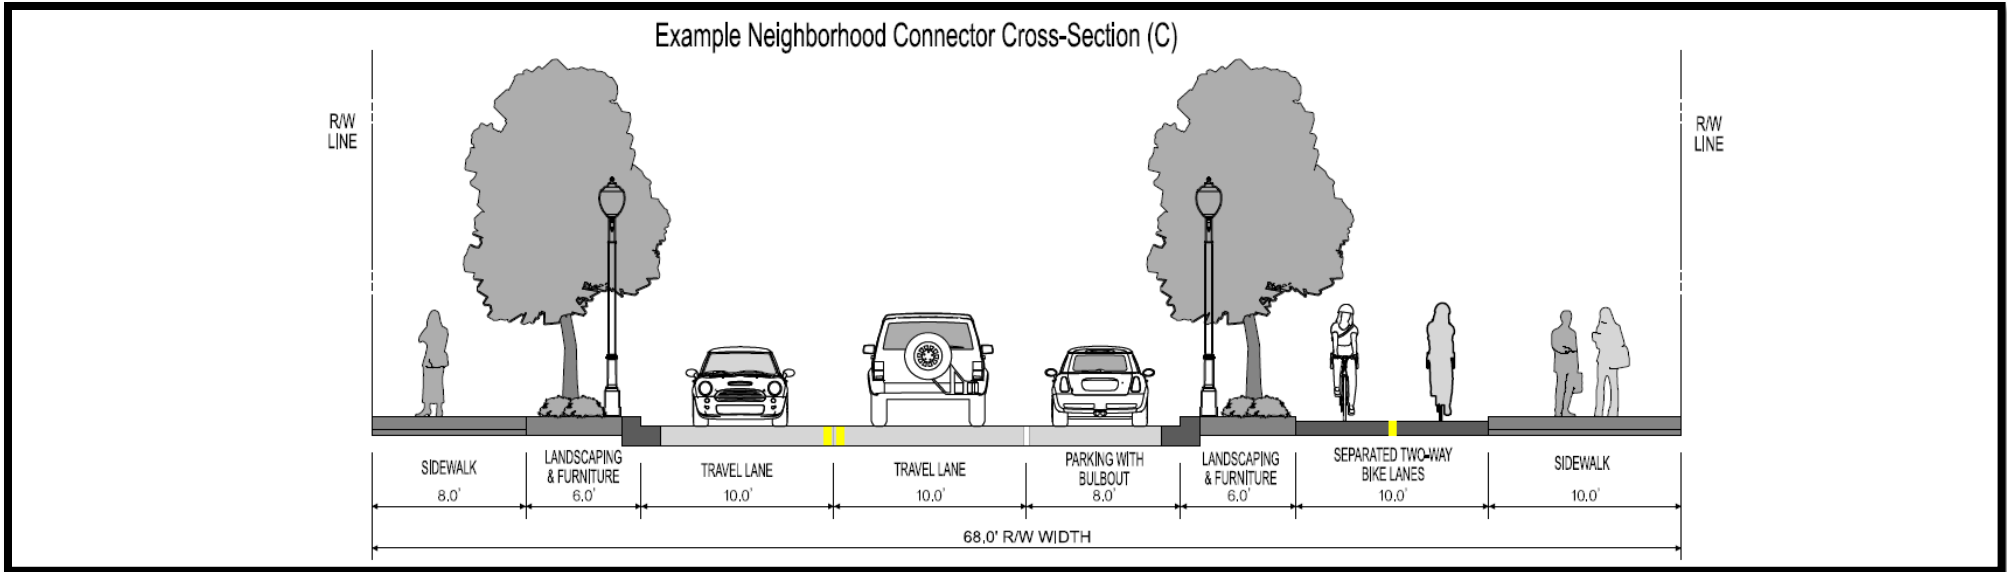 Example Neighborhood Connector Cross-Section (C)
R/W
LINE
R/W
LINE
SIDEWALK
8.0'
LANDSCAPING
& FURNITURE
6.0'
TRAVEL LANE
10.0'
TRAVEL LANE
10.0'
PARKING WITH
BULBOUT
8.0'
LANDSCAPING
& FURNITURE
6.0'
SEPARATED TWO-WAY
BIKE LANES
10.0'
SIDEWALK
10.0'
68.0' R/W WIDTH